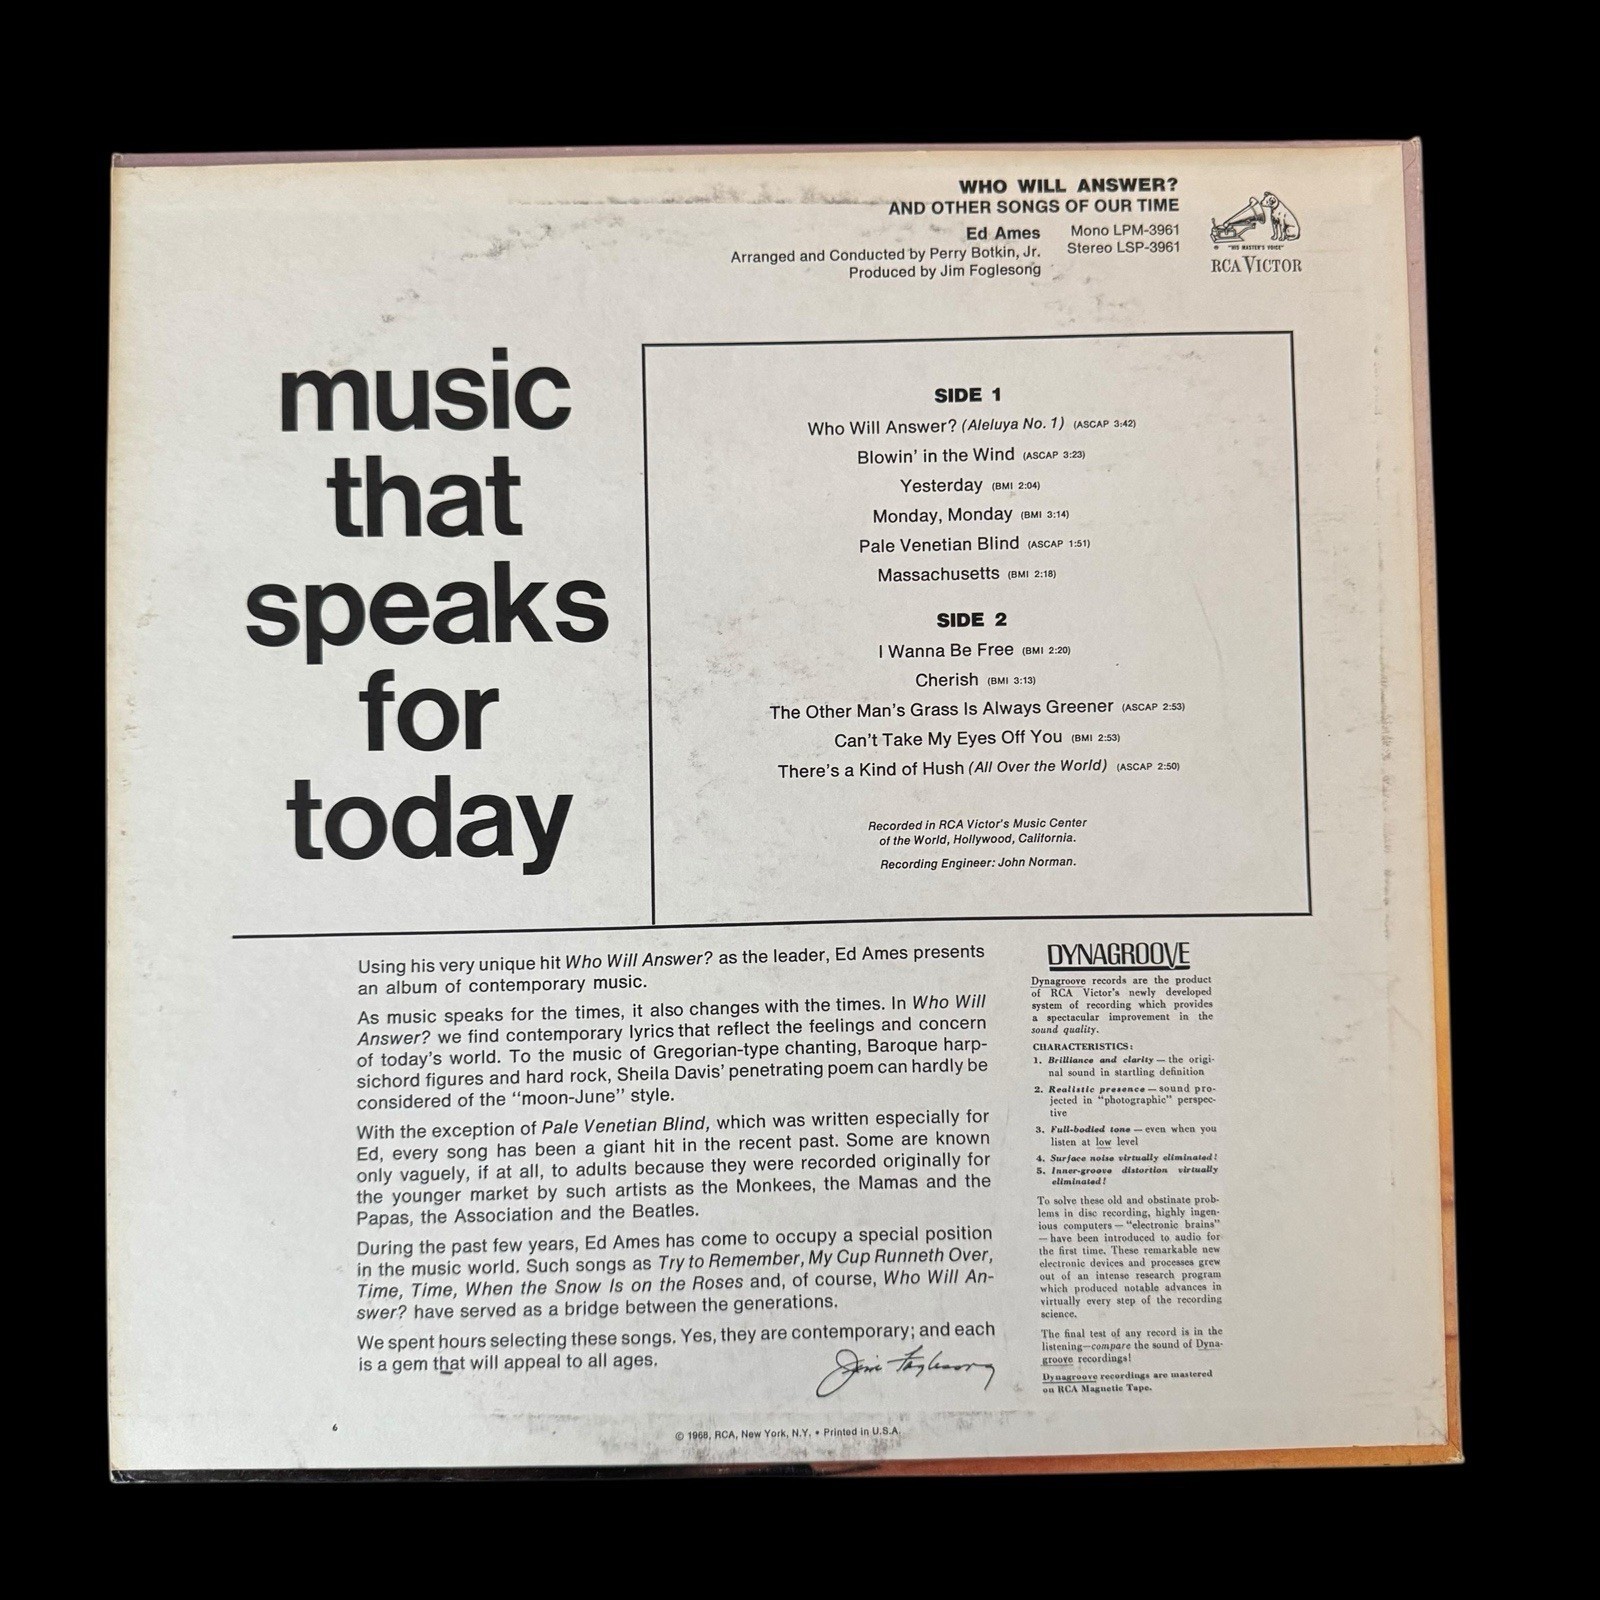 WHO WILL ANSWER?
AND OTHER SONGS OF OUR TIME
Ed Ames
Arranged and Conducted by Perry Botkin, Jr.
Produced by Jim Foglesong
Mono LPM-3961
Stereo LSP-3961
"HIS MASTER'S VOICE"
RCA VICTOR
music
that
speaks
for
today
SIDE 1
Who Will Answer? (Aleluya No. 1) (ASCAP 3:42)
Blowin' in the Wind (ASCAP 3:23)
Yesterday (BMI 2:04)
Monday, Monday (BMI 3:14)
Pale Venetian Blind (ASCAP 1:51)
Massachusetts (BMI 2:18)
SIDE 2
I Wanna Be Free (BMI 2:20)
Cherish (BMI 3:13)
The Other Man's Grass Is Always Greener (ASCAP 2:53)
Can't Take My Eyes Off You (BMI 2:53)
There's a Kind of Hush (All Over the World) (ASCAP 2:50)
Recorded in RCA Victor's Music Center
of the World, Hollywood, California.
Recording Engineer: John Norman.
Using his very unique hit Who Will Answer? as the leader, Ed Ames presents
an album of contemporary music.
As music speaks for the times, it also changes with the times. In Who Will
Answer? we find contemporary lyrics that reflect the feelings and concern
of today's world. To the music of Gregorian-type chanting, Baroque harp-
sichord figures and hard rock, Sheila Davis' penetrating poem can hardly be
considered of the "moon-June" style.
With the exception of Pale Venetian Blind, which was written especially for
Ed, every song has been a giant hit in the recent past. Some are known
only vaguely, if at all, to adults because they were recorded originally for
the younger market by such artists as the Monkees, the Mamas and the
Papas, the Association and the Beatles.
During the past few years, Ed Ames has come to occupy a special position
in the music world. Such songs as Try to Remember, My Cup Runneth Over,
Time, Time, When the Snow Is on the Roses and, of course, Who Will An-
swer? have served as a bridge between the generations.
We spent hours selecting these songs. Yes, they are contemporary; and each
is a gem that will appeal to all ages.
Jim Foglesong
DYNAGROOVE
Dynagroove records are the product
of RCA Victor's newly developed
system of recording which provides
a spectacular improvement in the
sound quality.
CHARACTERISTICS:
1. Brilliance and clarity — the origi-
nal sound in startling definition
2. Realistic presence — sound pro-
jected in "photographic" perspec-
tive
3. Full-bodied tone — even when you
listen at low level
4. Surface noise virtually eliminated!
5. Inner-groove distortion virtually
eliminated!
To solve these old and obstinate prob-
lems in disc recording, highly ingen-
ious computers — "electronic brains"
— have been introduced to audio for
the first time. These remarkable new
electronic devices and processes grew
out of an intense research program
which produced notable advances in
virtually every step of the recording
science.
The final test of any record is in the
listening—compare the sound of Dyna-
groove recordings!
Dynagroove recordings are mastered
on RCA Magnetic Tape.
6
© 1968, RCA, New York, N.Y. • Printed in U.S.A.